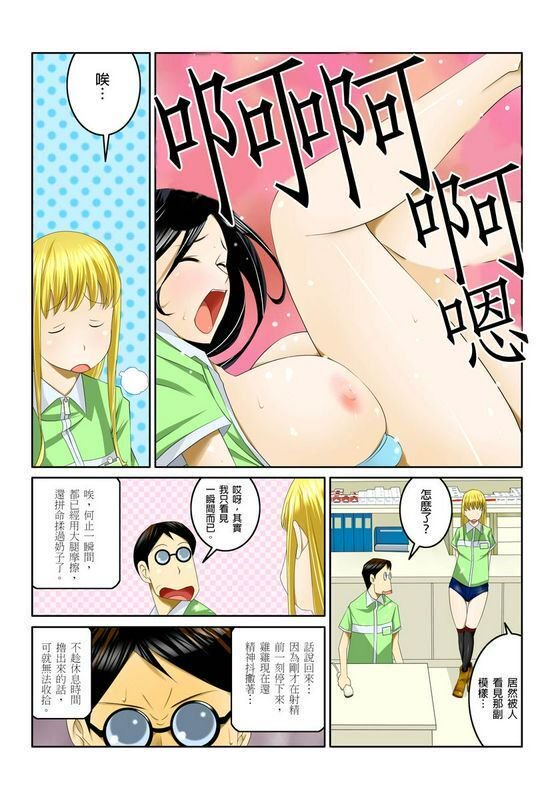 啊啊
啊
嗯
唉…
怎麼了？
居然被人
看見那副
模樣…
哎呀，其實
我只看見
一瞬間而已。
唉，何止一瞬間，
都已經用大腿摩擦，
還拼命揉過奶子了。
話說回來…
因為剛才在射精
前一刻停下來，
雞雞現在還
精神抖擻著…
不趁休息時間
擼出來的話，
可就無法收拾。